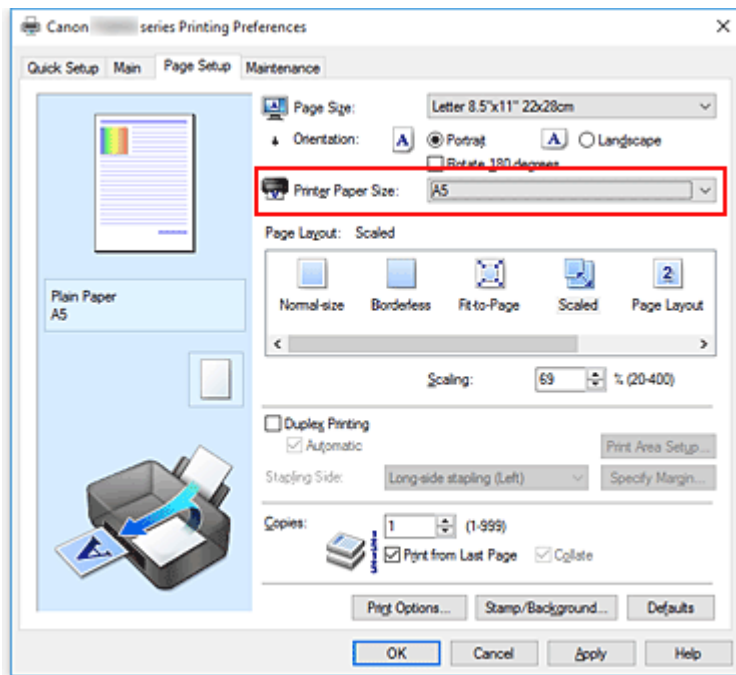 Canon series Printing Preferences
Quick Setup Main Page Setup Maintenance
Page Size: Letter 8.5"x11" 22x28cm
Orientation: A Portrait A Landscape
Rotate 180 degrees
Printer Paper Size: A5
Page Layout: Scaled
Normal-size Borderless Fit-to-Page Scaled Page Layout
Plain Paper
A5
Scaling: 69 % (20-400)
Duplex Printing
Automatic Print Area Setup...
Stapling Side: Long-side stapling (Left) Specify Margin...
Copies: 1 (1-999)
Print from Last Page Collate
Print Options... Stamp/Background... Defaults
OK Cancel Apply Help